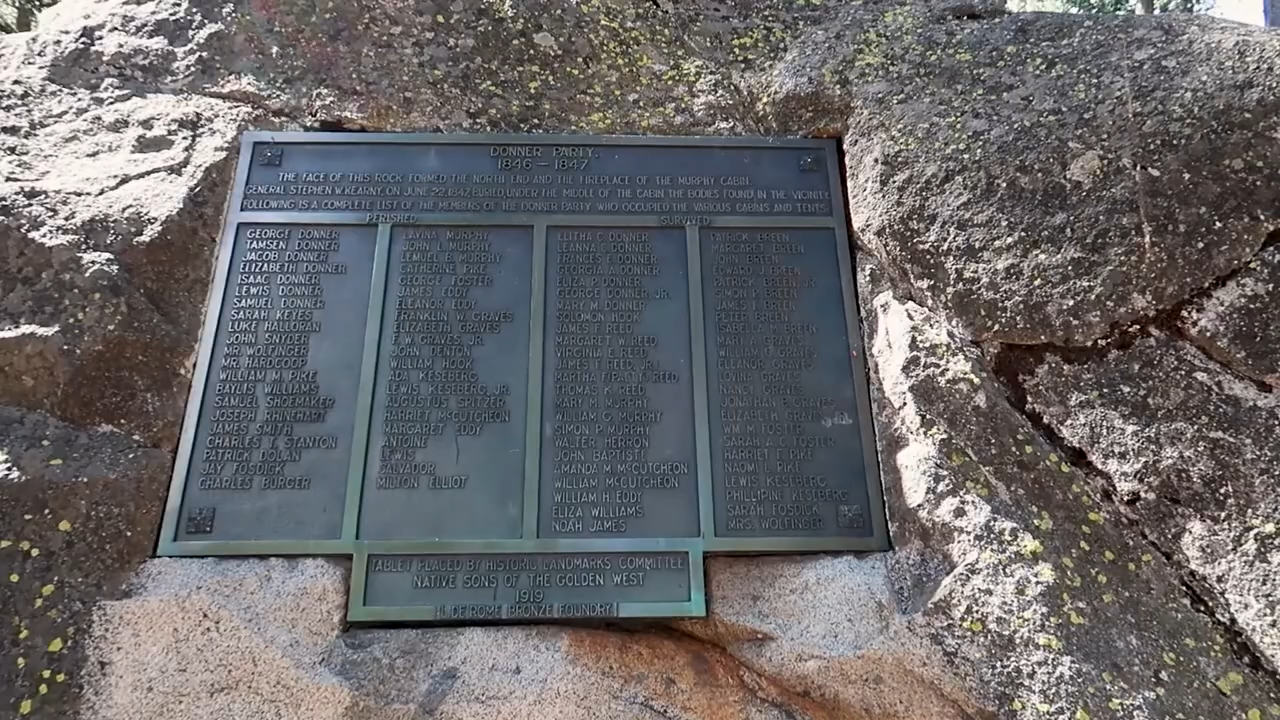 DONNER PARTY.
1846 — 1847
THE FACE OF THIS ROCK FORMED THE NORTH END AND THE FIREPLACE OF THE MURPHY CABIN.
GENERAL STEPHEN W. KEARNY, ON JUNE 22, 1847, BURIED UNDER THE MIDDLE OF THE CABIN THE BODIES FOUND IN THE VICINITY.
FOLLOWING IS A COMPLETE LIST OF THE MEMBERS OF THE DONNER PARTY WHO OCCUPIED THE VARIOUS CABINS AND TENTS.
PERISHED
GEORGE DONNER
TAMSEN DONNER
JACOB DONNER
ELIZABETH DONNER
ISAAC DONNER
LEWIS DONNER
SAMUEL DONNER
SARAH KEYES
LUKE HALLORAN
JOHN SNYDER
MR. WOLFINGER
MR. HARDCOOP
WILLIAM M. PIKE
BAYLIS WILLIAMS
SAMUEL SHOEMAKER
JOSEPH RHINEHART
JAMES SMITH
CHARLES T. STANTON
PATRICK DOLAN
JAY FOSDICK
CHARLES BURGER
LAVINA MURPHY
JOHN L. MURPHY
LEMUEL B. MURPHY
CATHERINE PIKE
GEORGE FOSTER
JAMES EDDY
ELEANOR EDDY
FRANKLIN W. GRAVES
ELIZABETH GRAVES
F. W. GRAVES, JR.
JOHN DENTON
WILLIAM HOOK
ADA KESEBERG
LEWIS KESEBERG, JR.
AUGUSTUS SPITZER
HARRIET McCUTCHEON
MARGARET EDDY
ANTOINE
LEWIS
SALVADOR
MILTON ELLIOT
SURVIVED
ELITHA C. DONNER
LEANNA C. DONNER
FRANCES E. DONNER
GEORGIA A. DONNER
ELIZA P. DONNER
GEORGE DONNER, JR.
MARY M. DONNER
SOLOMON HOOK
JAMES F. REED
MARGARET W. REED
VIRGINIA E. REED
JAMES F. REED, JR.
MARTHA F. (PATTY) REED
THOMAS K. REED
MARY M. MURPHY
WILLIAM G. MURPHY
SIMON P. MURPHY
WALTER HERRON
JOHN BAPTISTE
AMANDA M. McCUTCHEON
WILLIAM McCUTCHEON
WILLIAM H. EDDY
ELIZA WILLIAMS
NOAH JAMES
PATRICK BREEN
MARGARET BREEN
JOHN BREEN
EDWARD J. BREEN
PATRICK BREEN, JR.
SIMON P. BREEN
JAMES F. BREEN
PETER BREEN
ISABELLA M. BREEN
MARY A. GRAVES
WILLIAM C. GRAVES
ELEANOR GRAVES
LOVINA GRAVES
NANCY GRAVES
JONATHAN B. GRAVES
ELIZABETH GRAVES
WM. M. FOSTER
SARAH A. C. FOSTER
HARRIET F. PIKE
NAOMI L. PIKE
LEWIS KESEBERG
PHILLIPINE KESEBERG
SARAH FOSDICK
MRS. WOLFINGER
TABLET PLACED BY HISTORIC LANDMARKS COMMITTEE
NATIVE SONS OF THE GOLDEN WEST
1919
L. DE ROME BRONZE FOUNDRY